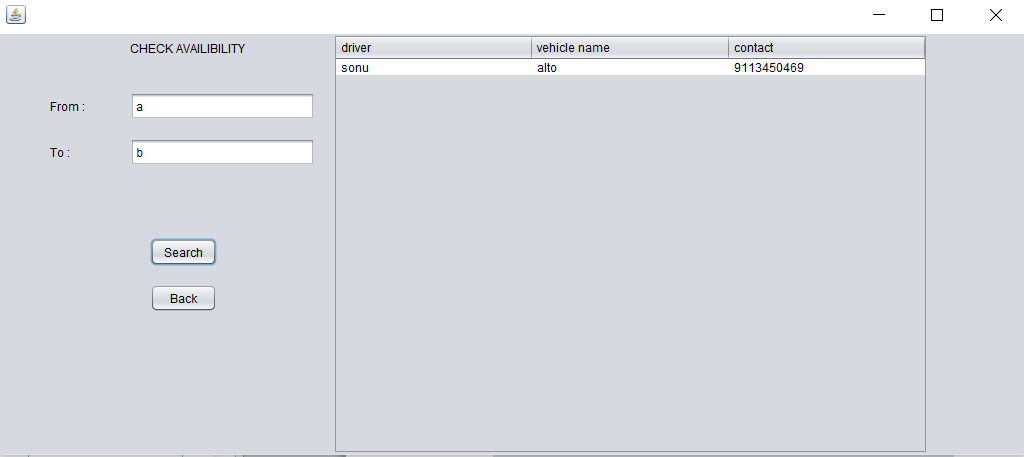 CHECK AVAILIBILITY
From :
a
To :
b
Search
Back
driver vehicle name contact
sonu alto 9113450469